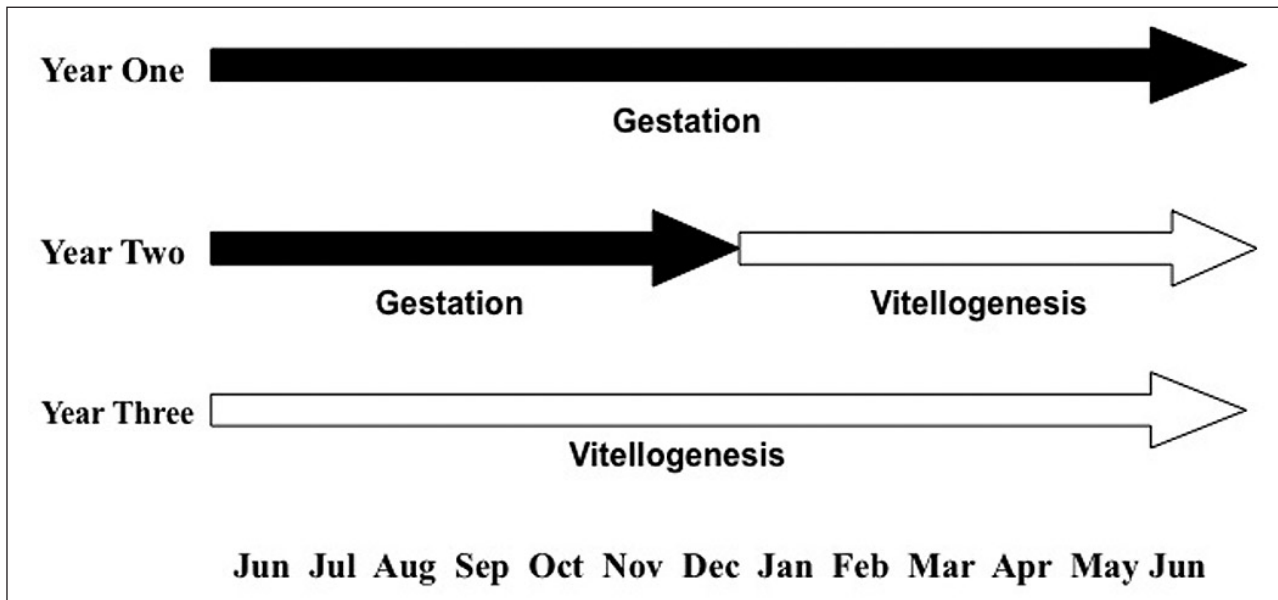 Year One
Gestation
Year Two
Gestation Vitellogenesis
Year Three
Vitellogenesis
Jun Jul Aug Sep Oct Nov Dec Jan Feb Mar Apr May Jun